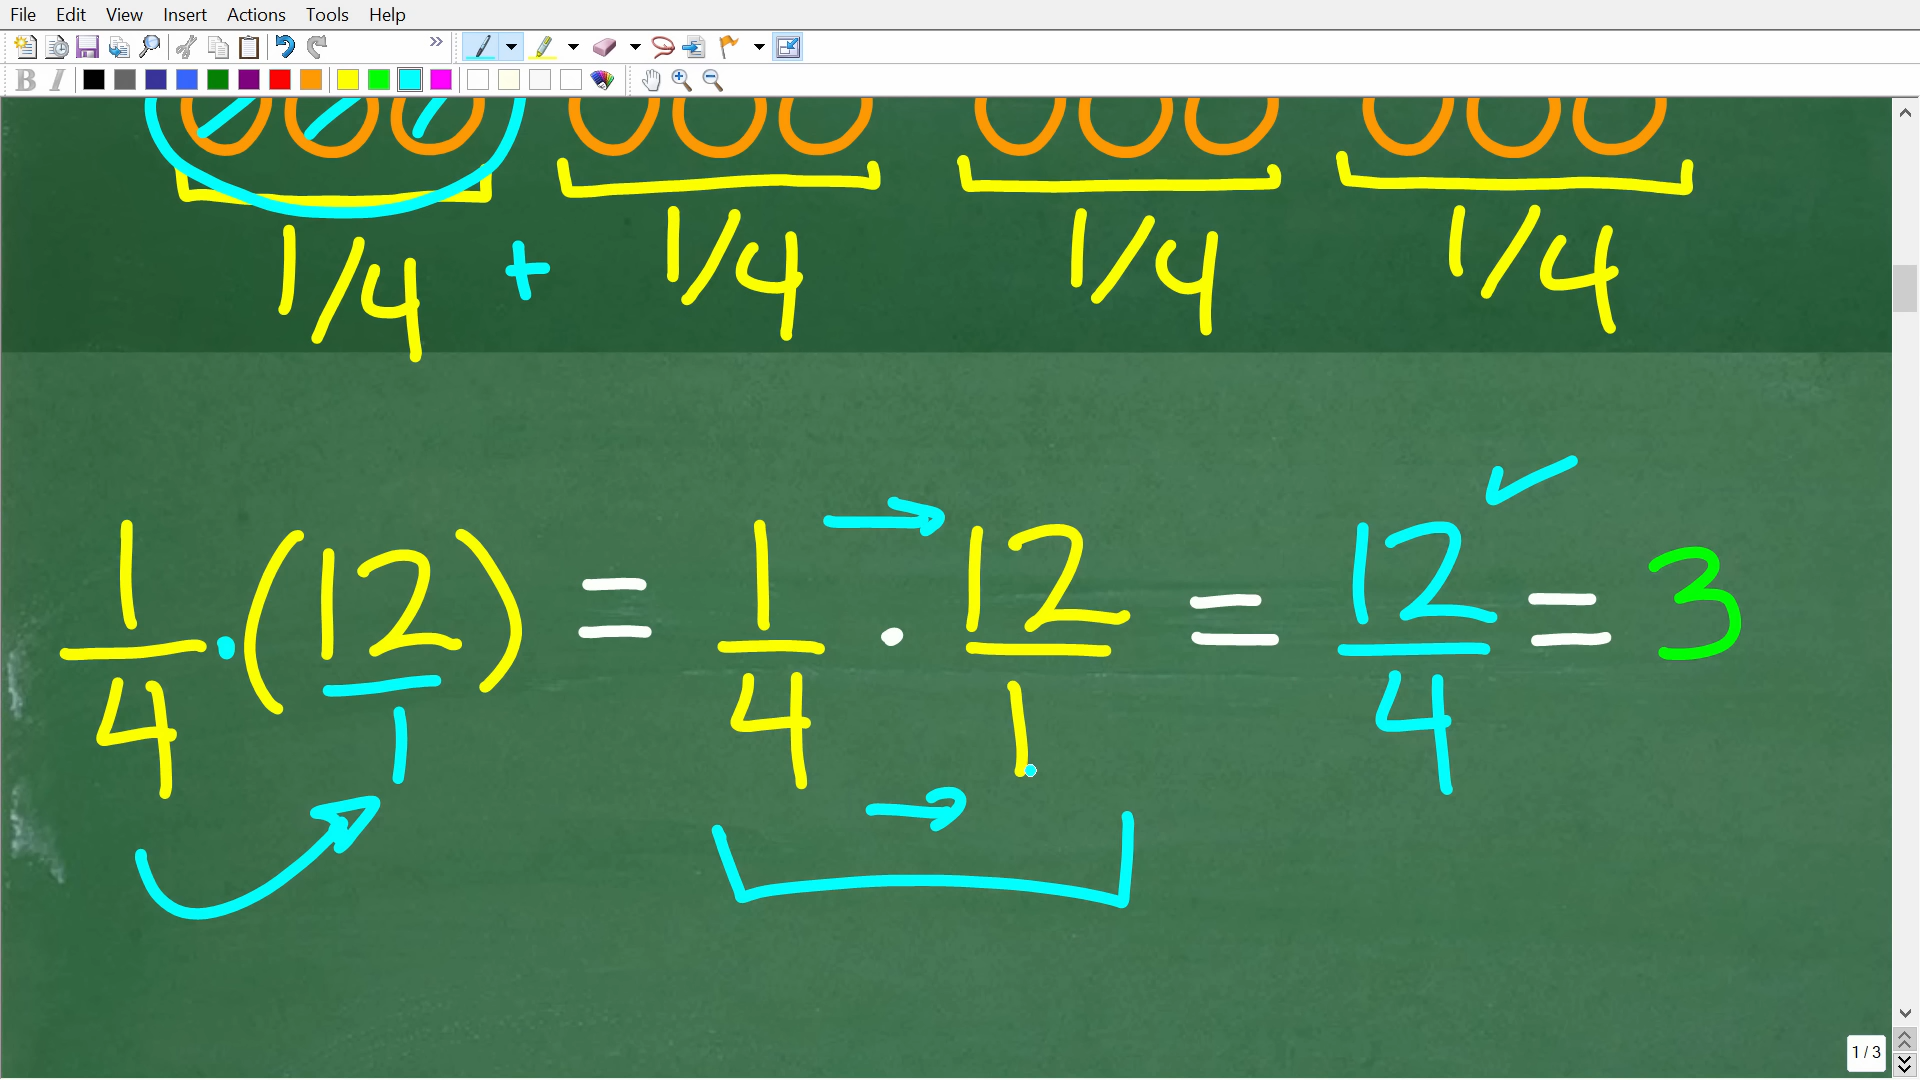 File Edit View Insert Actions Tools Help
B I
1/4 + 1/4 1/4 1/4
1/4 · (12/1) = 1/4 · 12/1 = 12/4 = 3
1 / 3